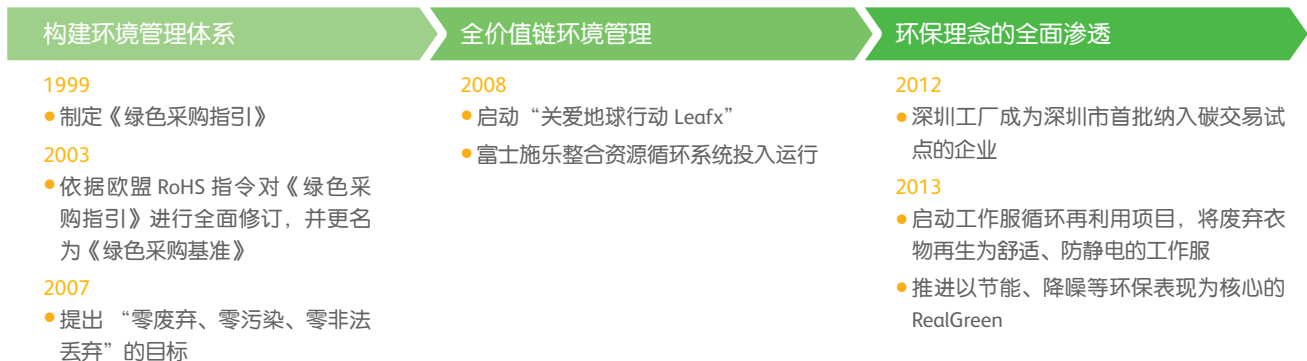 构建环境管理体系
1999
●制定《绿色采购指引》
2003
●依据欧盟 RoHS 指令对《绿色采
购指引》进行全面修订，并更名
为《绿色采购基准》
2007
●提出 “零废弃、零污染、零非法
丢弃”的目标
全价值链环境管理
2008
●启动“关爱地球行动 Leafx”
●富士施乐整合资源循环系统投入运行
环保理念的全面渗透
2012
●深圳工厂成为深圳市首批纳入碳交易试
点的企业
2013
●启动工作服循环再利用项目，将废弃衣
物再生为舒适、防静电的工作服
●推进以节能、降噪等环保表现为核心的
RealGreen